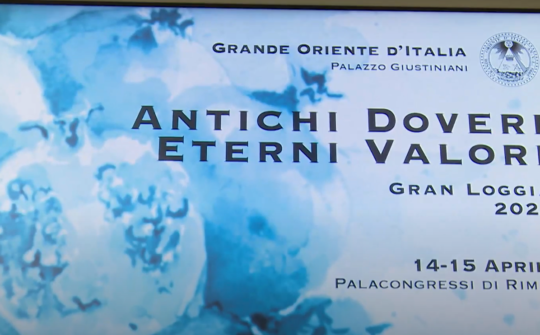 GRANDE ORIENTE D'ITALIA
PALAZZO GIUSTINIANI
ANTICHI DOVERI
ETERNI VALORI
GRAN LOGGI
202
14-15 APRI
PALACONGRESSI DI RIM